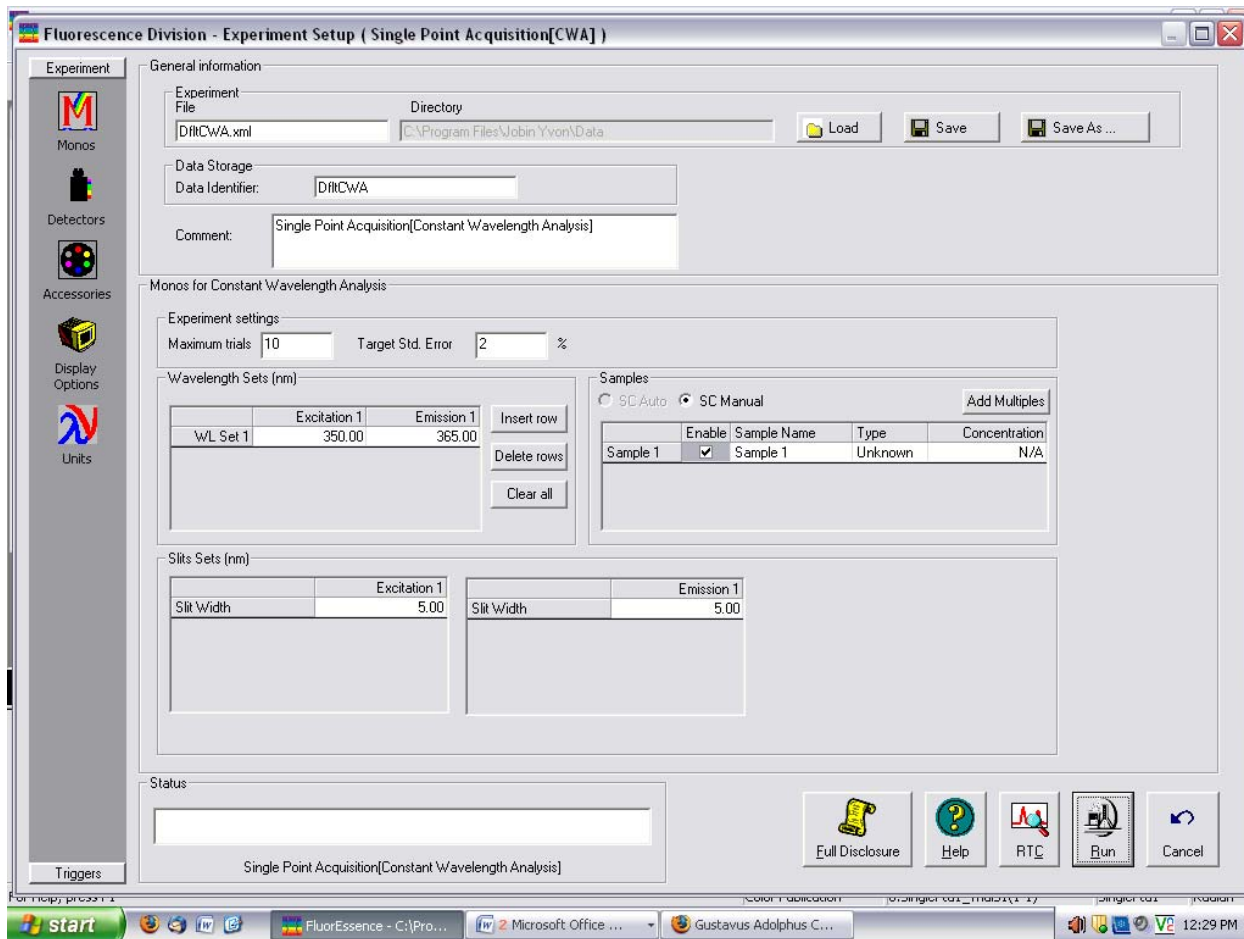 Fluorescence Division - Experiment Setup ( Single Point Acquisition[CWA] )
Experiment
Monos
Detectors
Accessories
Display
Options
Units
Triggers
General information
Experiment
File
Directory
DfltCWA.xml
C:\Program Files\Jobin Yvon\Data
Load
Save
Save As ...
Data Storage
Data Identifier:
DfltCWA
Comment:
Single Point Acquisition[Constant Wavelength Analysis]
Monos for Constant Wavelength Analysis
Experiment settings
Maximum trials 10 Target Std. Error 2 %
Wavelength Sets (nm)
Excitation 1 Emission 1
WL Set 1 350.00 365.00
Insert row
Delete rows
Clear all
Samples
SC Auto SC Manual
Add Multiples
Enable Sample Name Type Concentration
Sample 1 Sample 1 Unknown N/A
Slits Sets (nm)
Excitation 1
Slit Width 5.00
Emission 1
Slit Width 5.00
Status
Single Point Acquisition[Constant Wavelength Analysis]
Full Disclosure
Help
RTC
Run
Cancel
start
FluorEssence - C:\Pro...
2 Microsoft Office ...
Gustavus Adolphus C...
12:29 PM